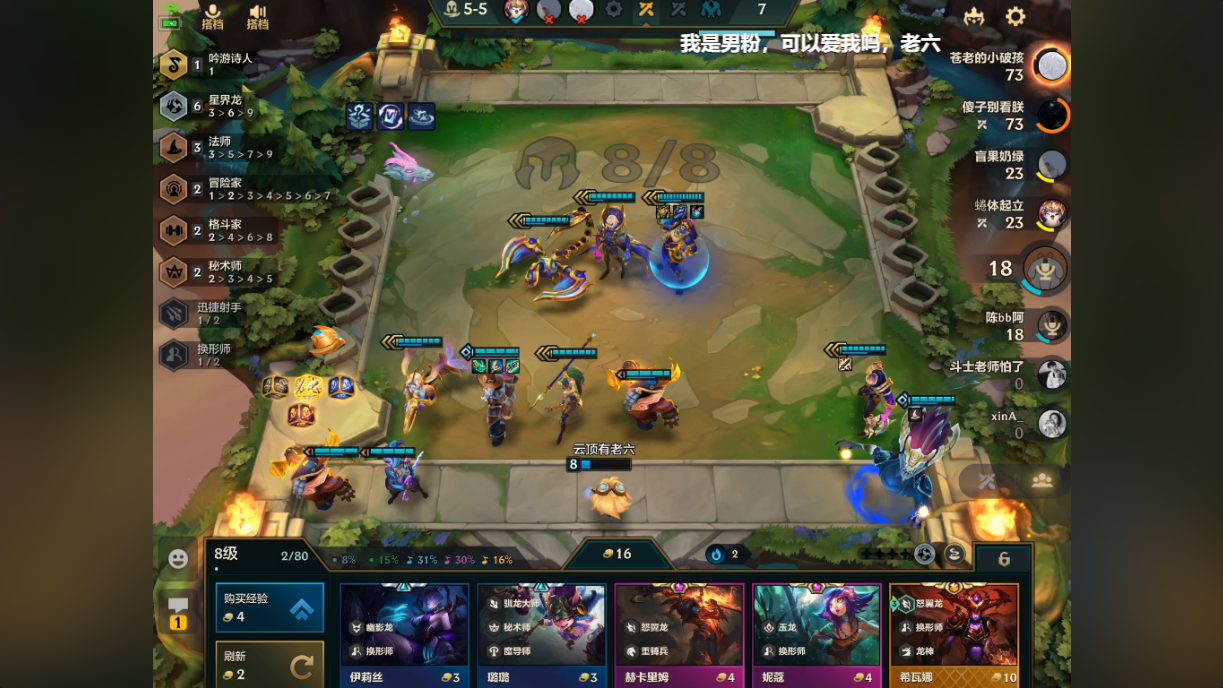 搭档
搭档
5-5
7
我是男粉，可以爱我吗，老六
1
吟游诗人
1
6
星界龙
3 > 6 > 9
3
法师
3 > 5 > 7 > 9
2
冒险家
1 > 2 > 3 > 4 > 5 > 6 > 7
2
格斗家
2 > 4 > 6 > 8
2
秘术师
2 > 3 > 4 > 5
迅捷射手
1 / 2
换形师
1 / 2
8/8
苍老的小破孩
73
傻子别看朕
73
盲果奶绿
23
蜷体起立
23
18
陈bb阿
18
斗士老师怕了
0
xinA_
0
云顶有老六
8
8级
2/80
8%
15%
31%
30%
16%
16
2
1
购买经验
4
刷新
2
幽影龙
换形师
伊莉丝
3
驯龙大师
秘术师
魔导师
璐璐
3
怒翼龙
重骑兵
赫卡里姆
4
玉龙
换形师
妮蔻
4
3
怒翼龙
换形师
龙神
希瓦娜
10